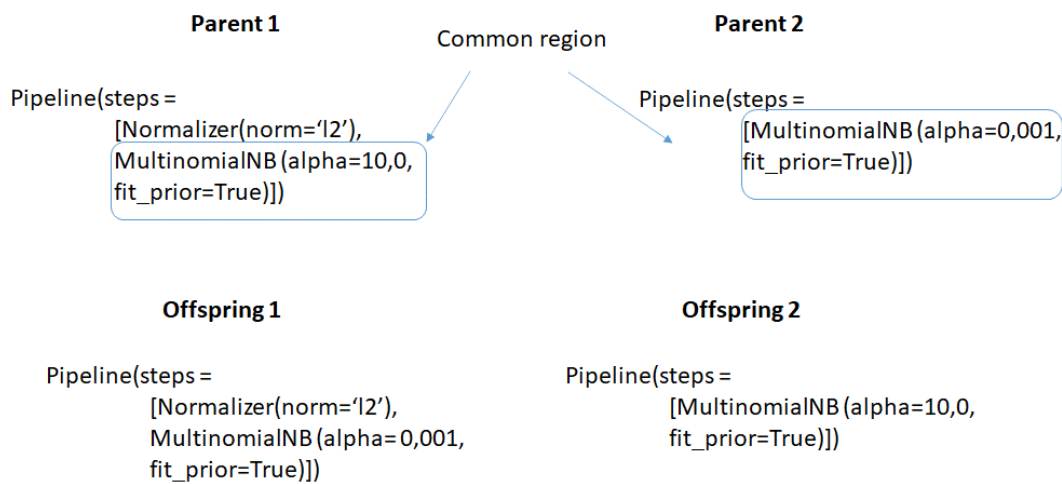 Parent 1
Common region
Parent 2
Pipeline(steps =
[Normalizer(norm=‘l2’),
MultinomialNB(alpha=10,0,
fit_prior=True)])
Pipeline(steps =
[MultinomialNB(alpha=0,001,
fit_prior=True)])
Offspring 1
Offspring 2
Pipeline(steps =
[Normalizer(norm=‘l2’),
MultinomialNB(alpha= 0,001,
fit_prior=True)])
Pipeline(steps =
[MultinomialNB(alpha=10,0,
fit_prior=True)])